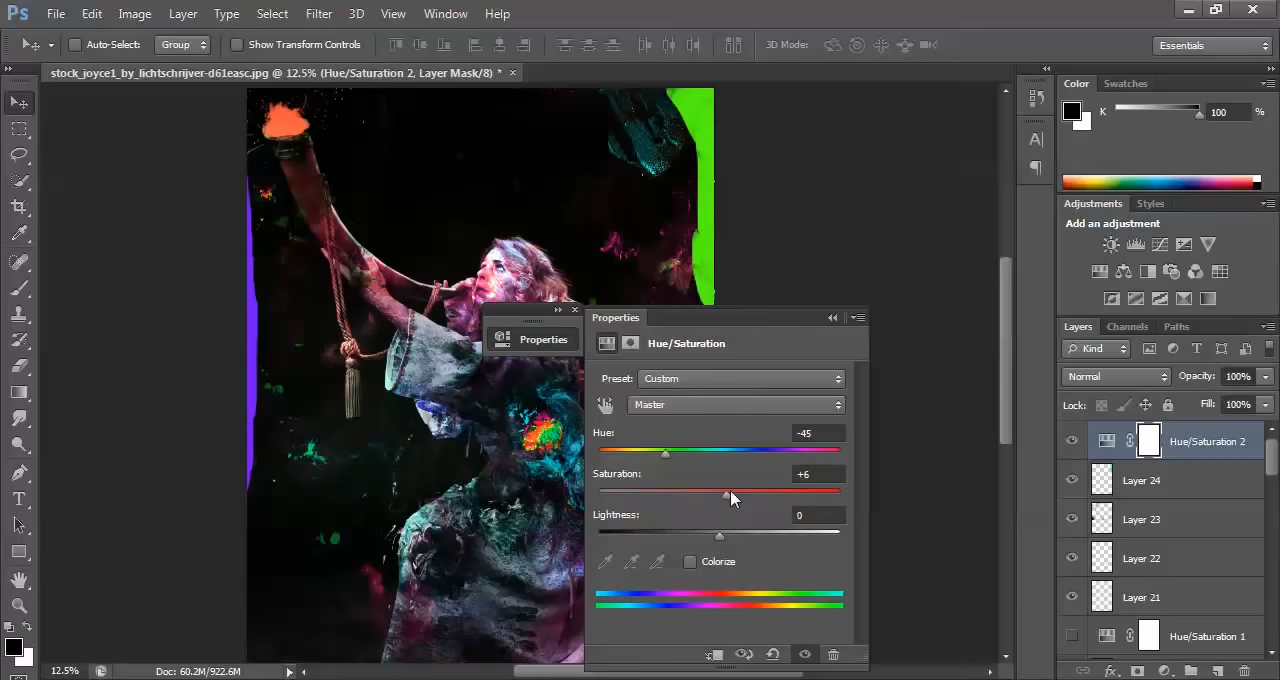 Ps File Edit Image Layer Type Select Filter 3D View Window Help
Auto-Select: Group Show Transform Controls 3D Mode: Essentials
stock_joyce1_by_lichtschrijver-d61easc.jpg @ 12.5% (Hue/Saturation 2, Layer Mask/8) * ×
Color Swatches
K 100 %
Adjustments Styles
Add an adjustment
Layers Channels Paths
Kind
Normal Opacity: 100%
Lock: Fill: 100%
Hue/Saturation 2
Layer 24
Layer 23
Layer 22
Layer 21
Hue/Saturation 1
Properties
Properties
Hue/Saturation
Preset: Custom
Master
Hue: -45
Saturation: +6
Lightness: 0
Colorize
12.5% Doc: 60.2M/922.6M